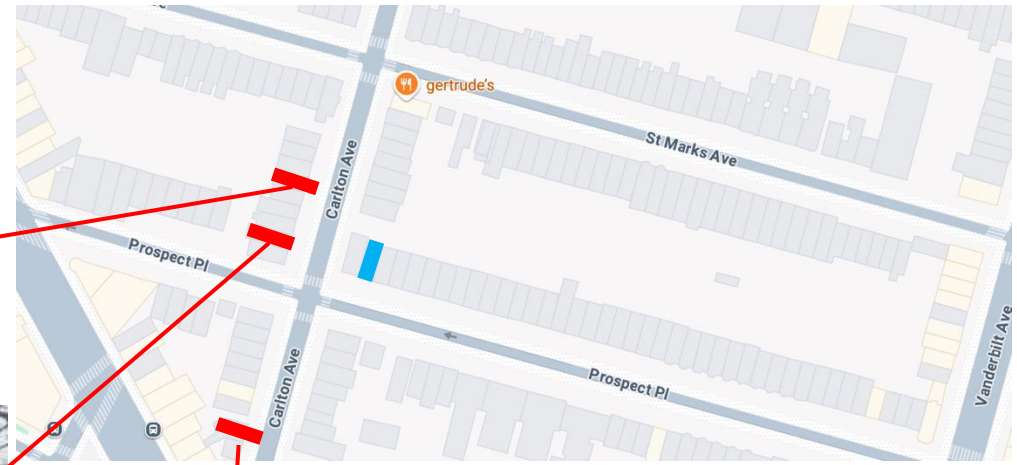 gertrude's
St Marks Ave
Carlton Ave
Prospect Pl
Prospect Pl
Carlton Ave
Vanderbilt Ave